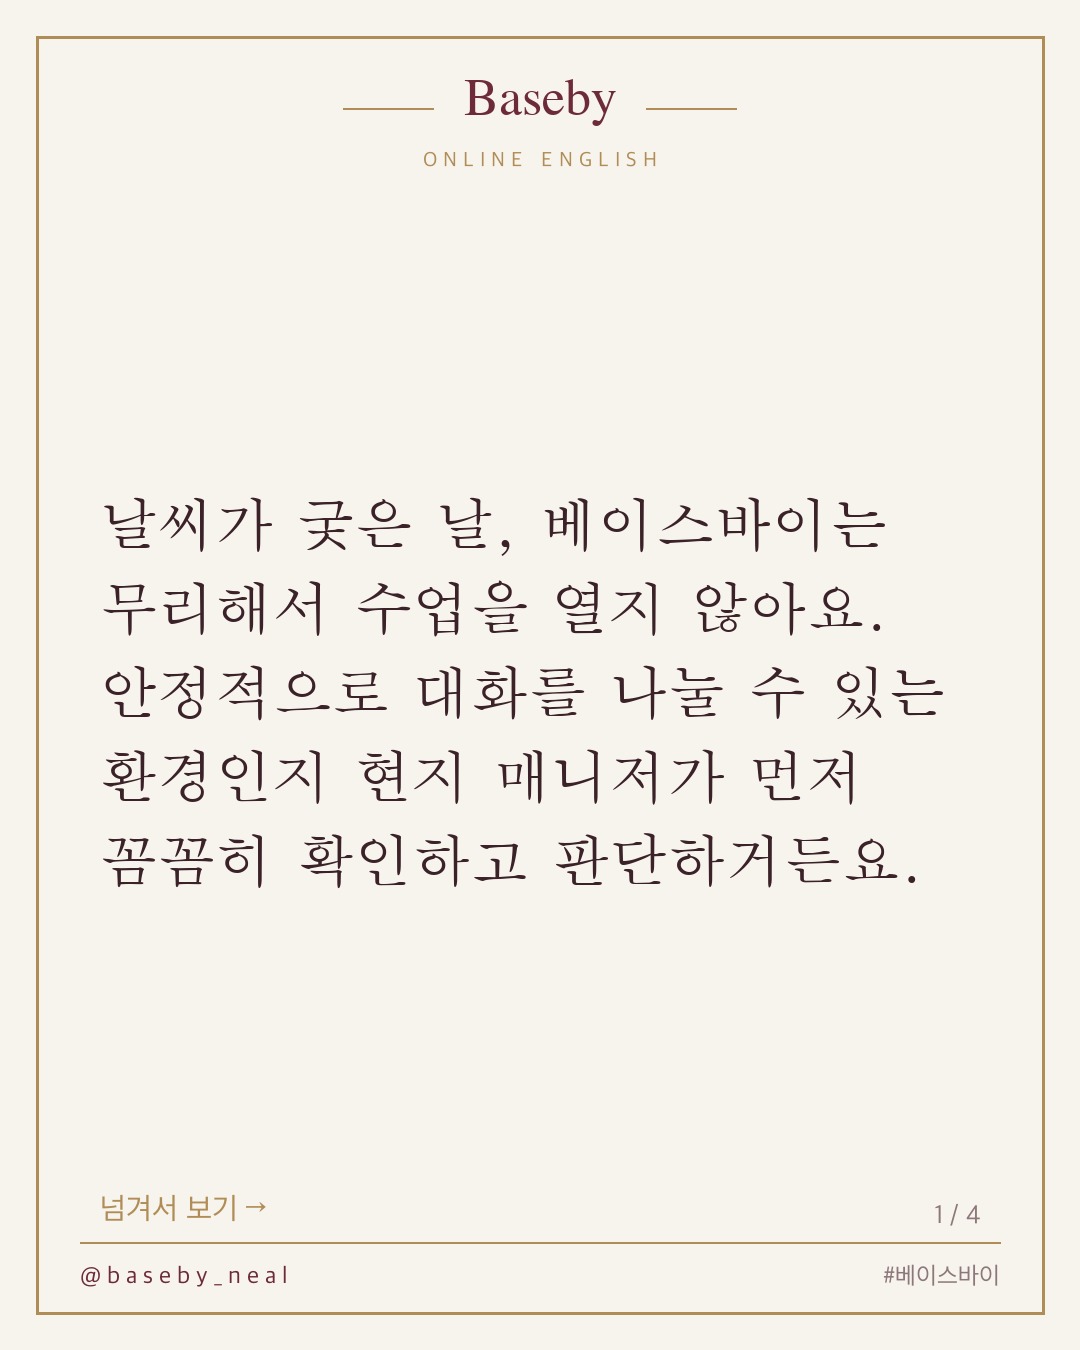 Baseby
ONLINE ENGLISH
날씨가 궂은 날, 베이스바이는
무리해서 수업을 열지 않아요.
안정적으로 대화를 나눌 수 있는
환경인지 현지 매니저가 먼저
꼼꼼히 확인하고 판단하거든요.
넘겨서 보기 →
1 / 4
@baseby_neal
#베이스바이